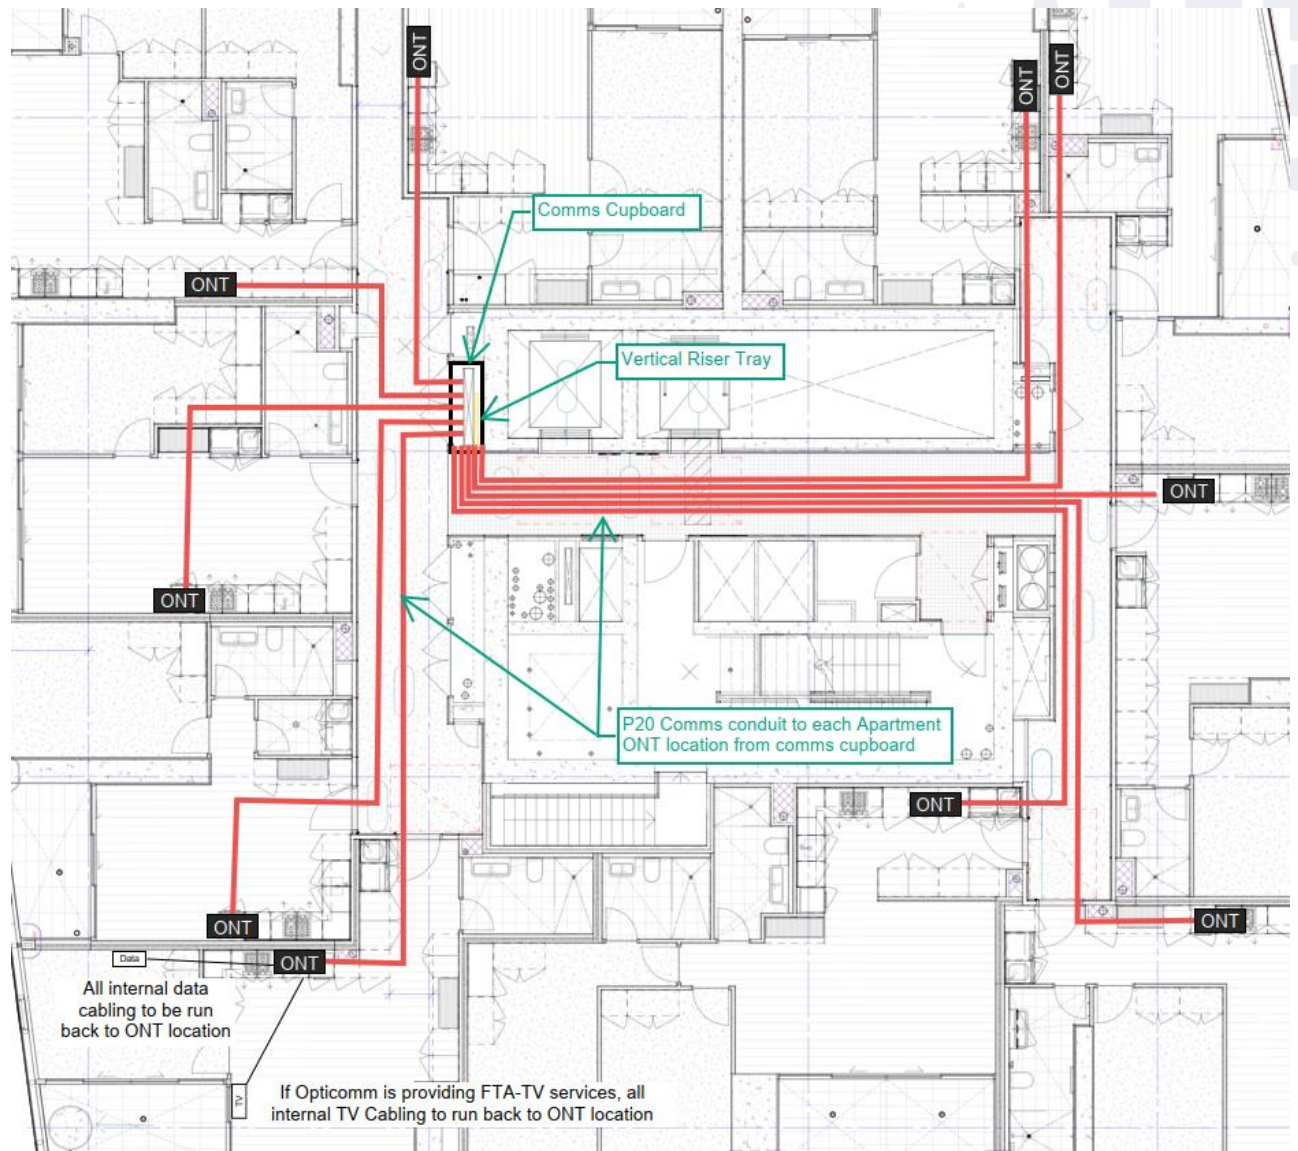 ONT
ONT
ONT
Comms Cupboard
ONT
Vertical Riser Tray
ONT
ONT
P20 Comms conduit to each Apartment
ONT location from comms cupboard
ONT
ONT
ONT
Data
ONT
All internal data
cabling to be run
back to ONT location
TV
If Opticomm is providing FTA-TV services, all
internal TV Cabling to run back to ONT location